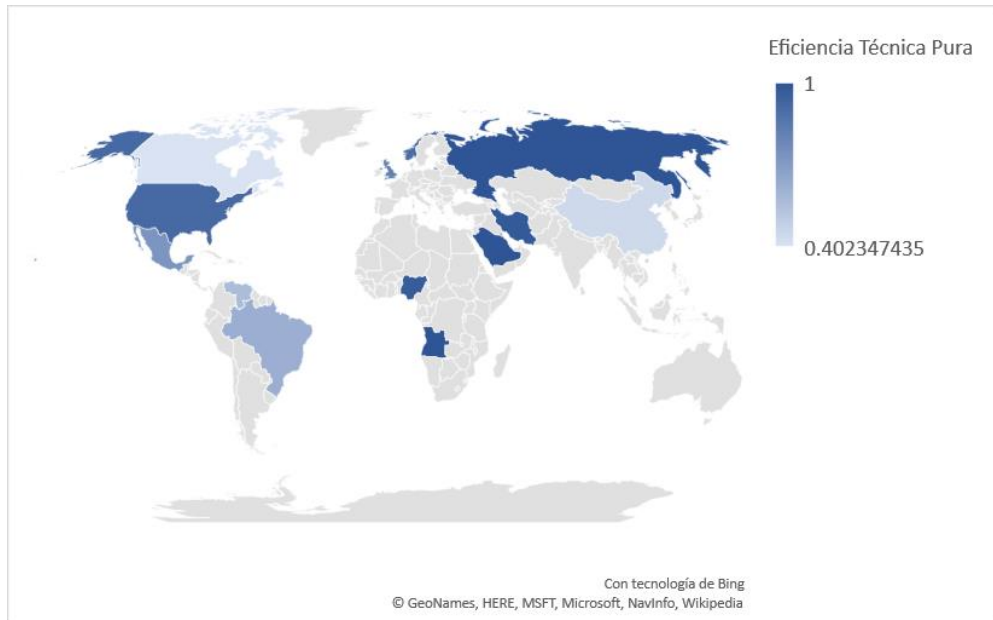 Eficiencia Técnica Pura
1
0.402347435
Con tecnología de Bing
© GeoNames, HERE, MSFT, Microsoft, NavInfo, Wikipedia